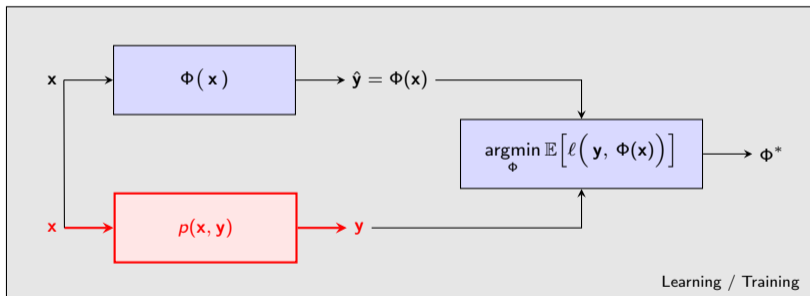 x
Φ( x )
ŷ = Φ(x)
argmin 𝔼[ℓ( y, Φ(x))]
Φ
Φ*
x
p(x, y)
y
Learning / Training